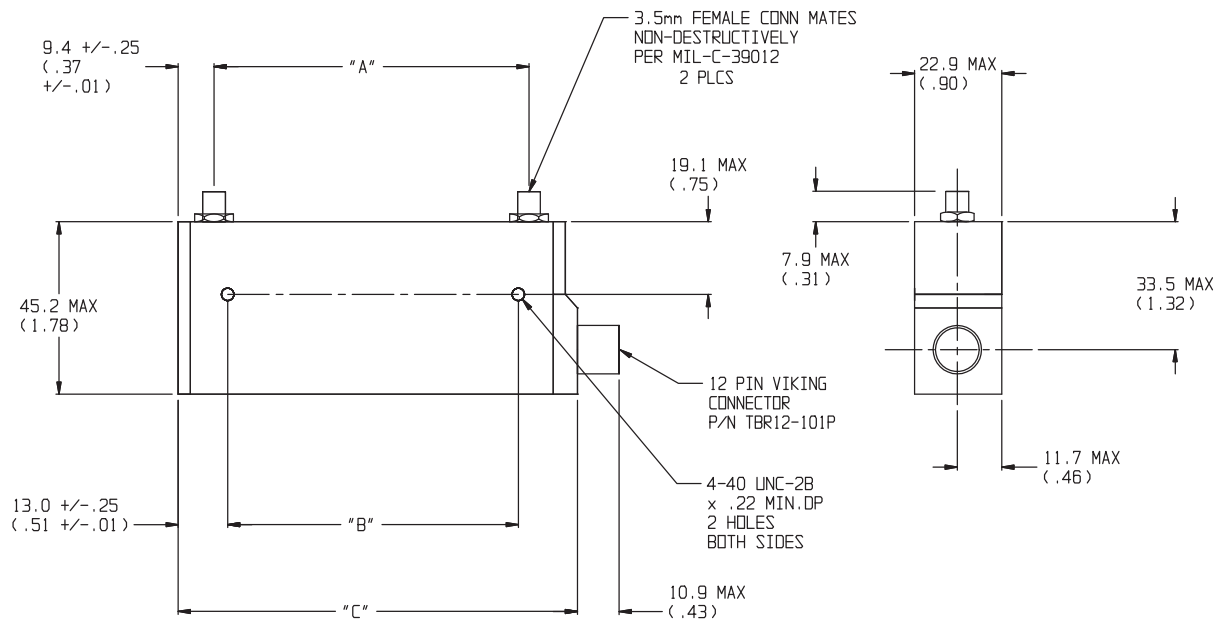 3.5mm FEMALE CONN MATES
NON-DESTRUCTIVELY
PER MIL-C-39012
2 PLCS
9.4 +/-.25
(.37
+/-.01)
"A"
22.9 MAX
(.90)
19.1 MAX
(.75)
7.9 MAX
(.31)
33.5 MAX
(1.32)
45.2 MAX
(1.78)
12 PIN VIKING
CONNECTOR
P/N TBR12-101P
11.7 MAX
(.46)
4-40 UNC-2B
x .22 MIN.DP
2 HOLES
BOTH SIDES
13.0 +/-.25
(.51 +/-.01)
"B"
10.9 MAX
(.43)
"C"